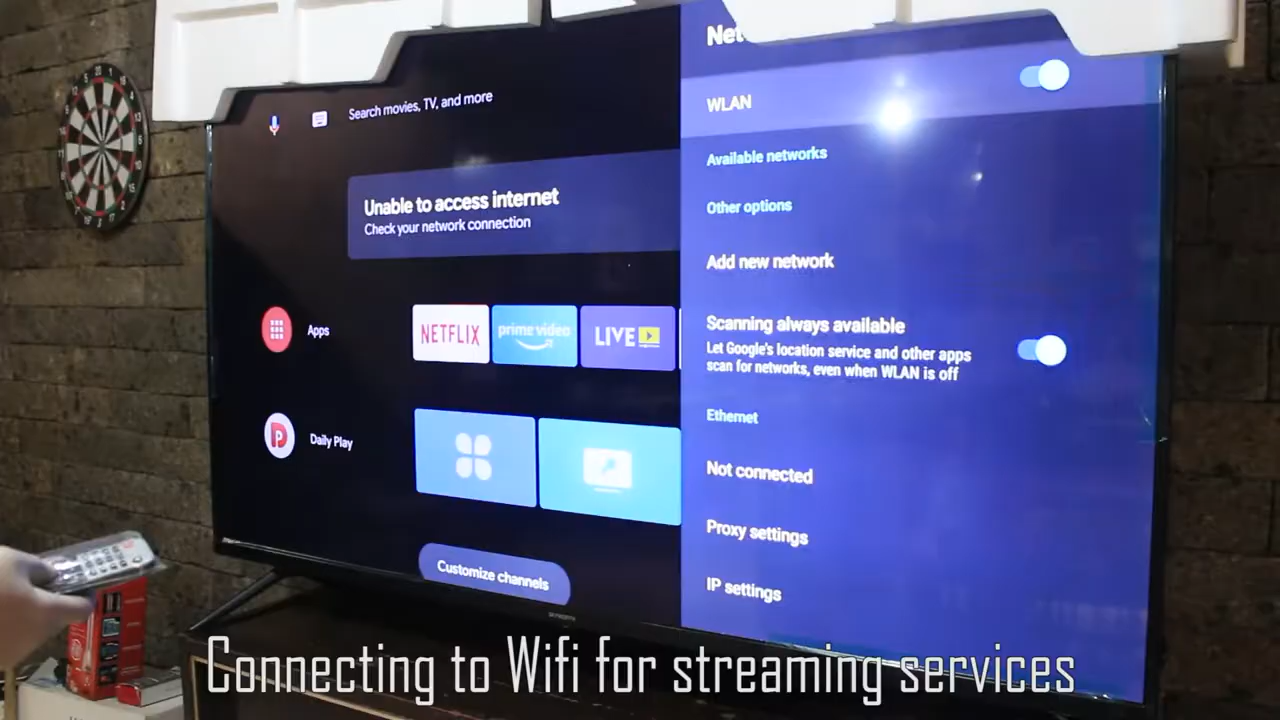 Net
WLAN
Search movies, TV, and more
Available networks
Unable to access internet
Check your network connection
Other options
Add new network
Apps
NETFLIX
prime video
LIVE
Scanning always available
Let Google's location service and other apps
scan for networks, even when WLAN is off
Ethernet
Daily Play
Not connected
Proxy settings
Customize channels
IP settings
Connecting to Wifi for streaming services